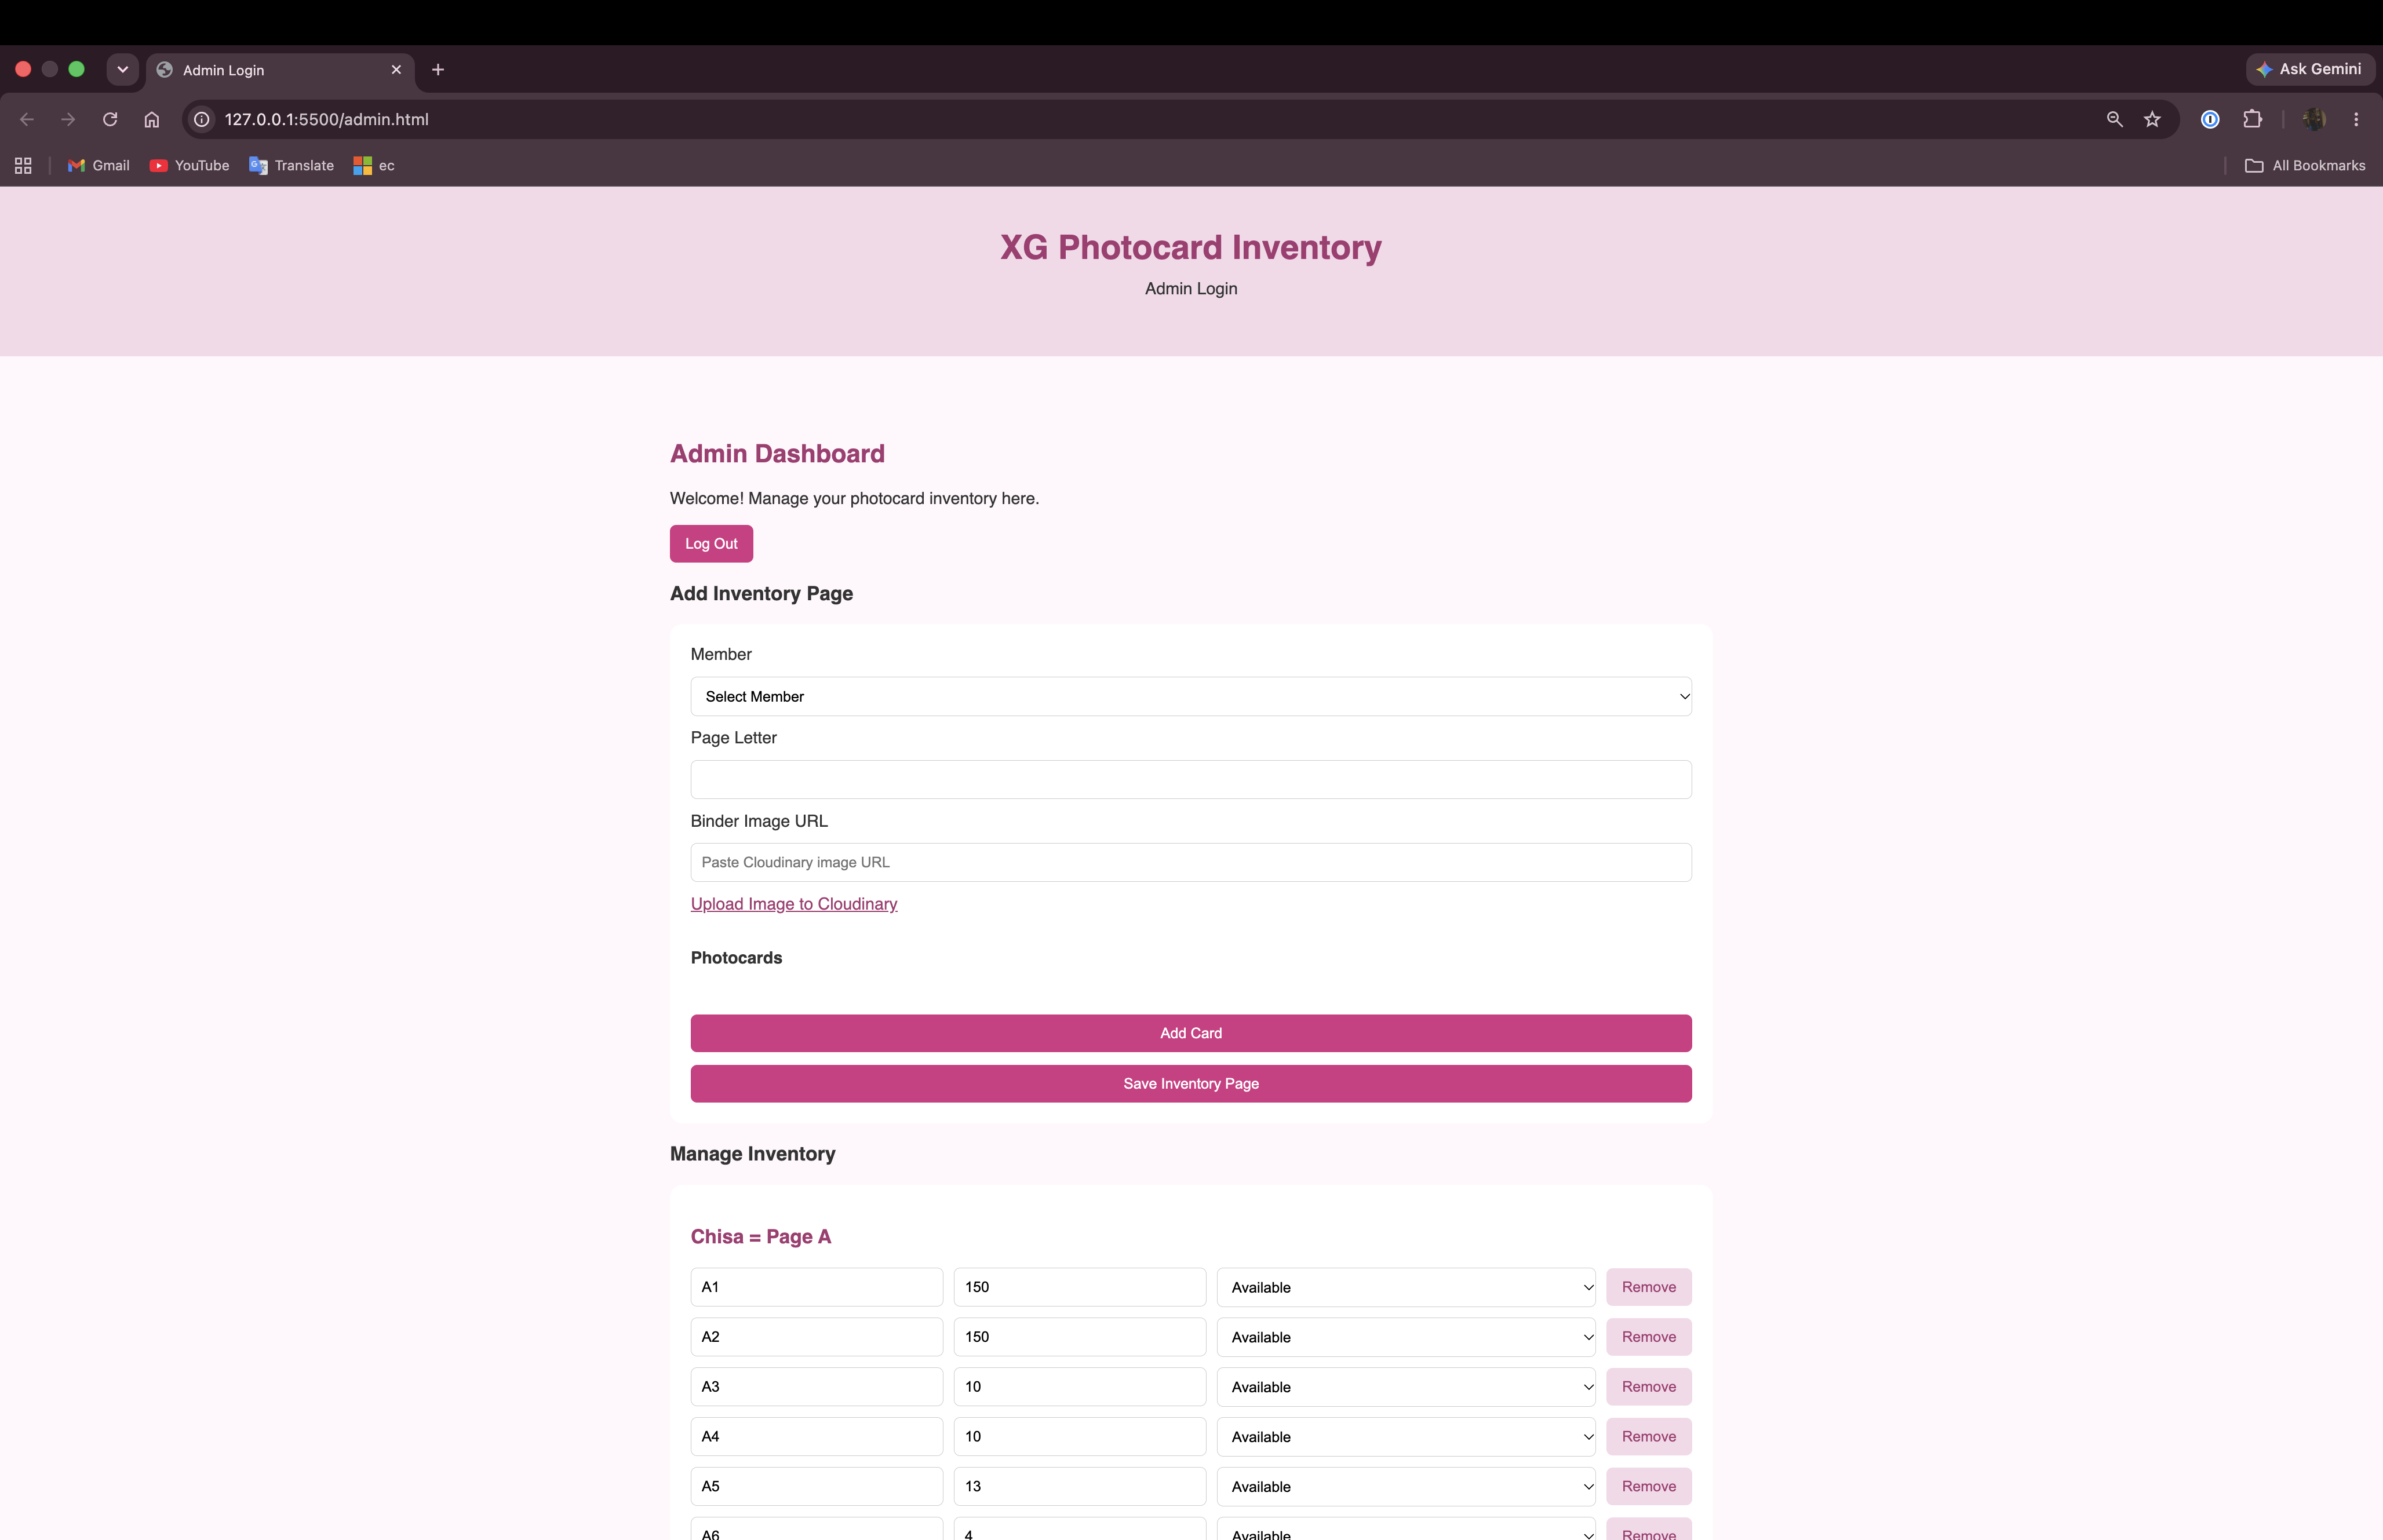 Admin Login
Ask Gemini
127.0.0.1:5500/admin.html
Gmail YouTube Translate ec All Bookmarks
XG Photocard Inventory
Admin Login
Admin Dashboard
Welcome! Manage your photocard inventory here.
Log Out
Add Inventory Page
Member
Select Member
Page Letter
Binder Image URL
Paste Cloudinary image URL
Upload Image to Cloudinary
Photocards
Add Card
Save Inventory Page
Manage Inventory
Chisa = Page A
A1 150 Available Remove
A2 150 Available Remove
A3 10 Available Remove
A4 10 Available Remove
A5 13 Available Remove
A6 4 Available Remove